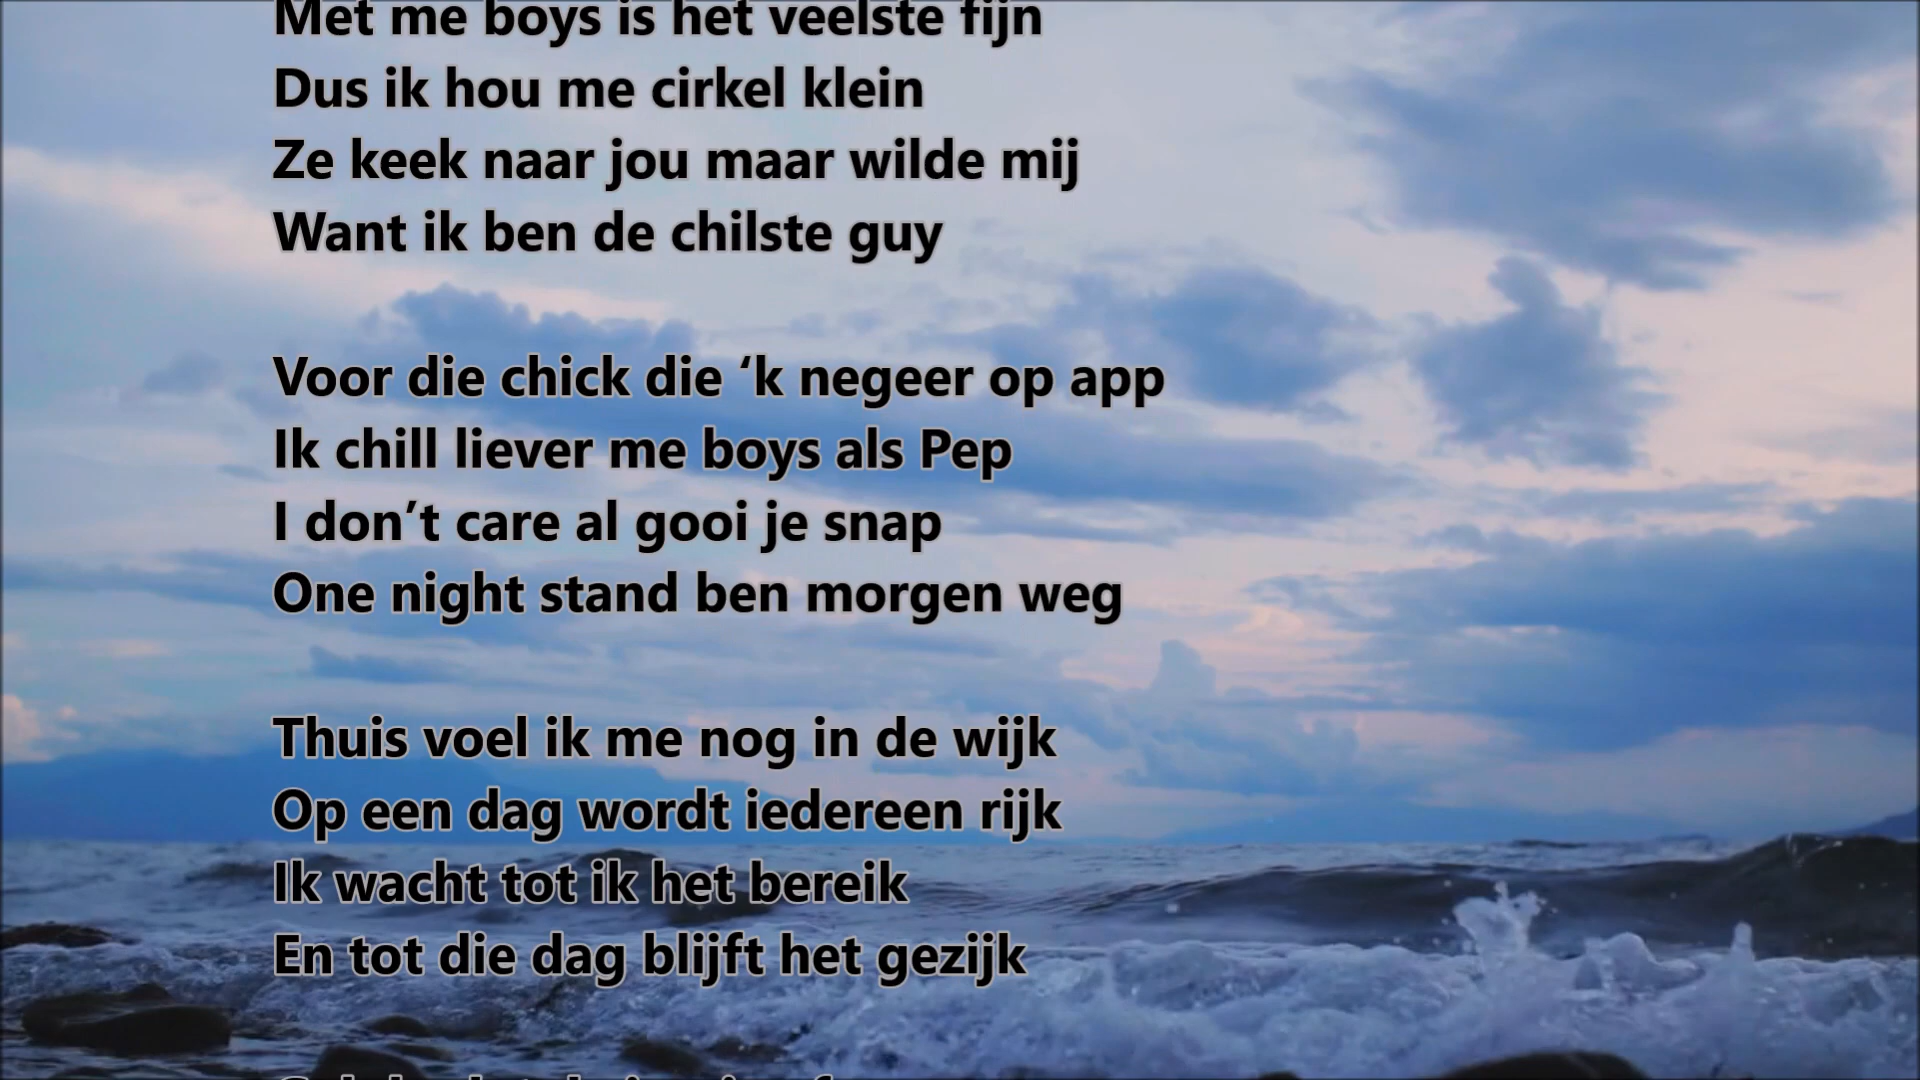 Met me boys is het veelste fijn
Dus ik hou me cirkel klein
Ze keek naar jou maar wilde mij
Want ik ben de chilste guy
Voor die chick die ‘k negeer op app
Ik chill liever me boys als Pep
I don’t care al gooi je snap
One night stand ben morgen weg
Thuis voel ik me nog in de wijk
Op een dag wordt iedereen rijk
Ik wacht tot ik het bereik
En tot die dag blijft het gezijk